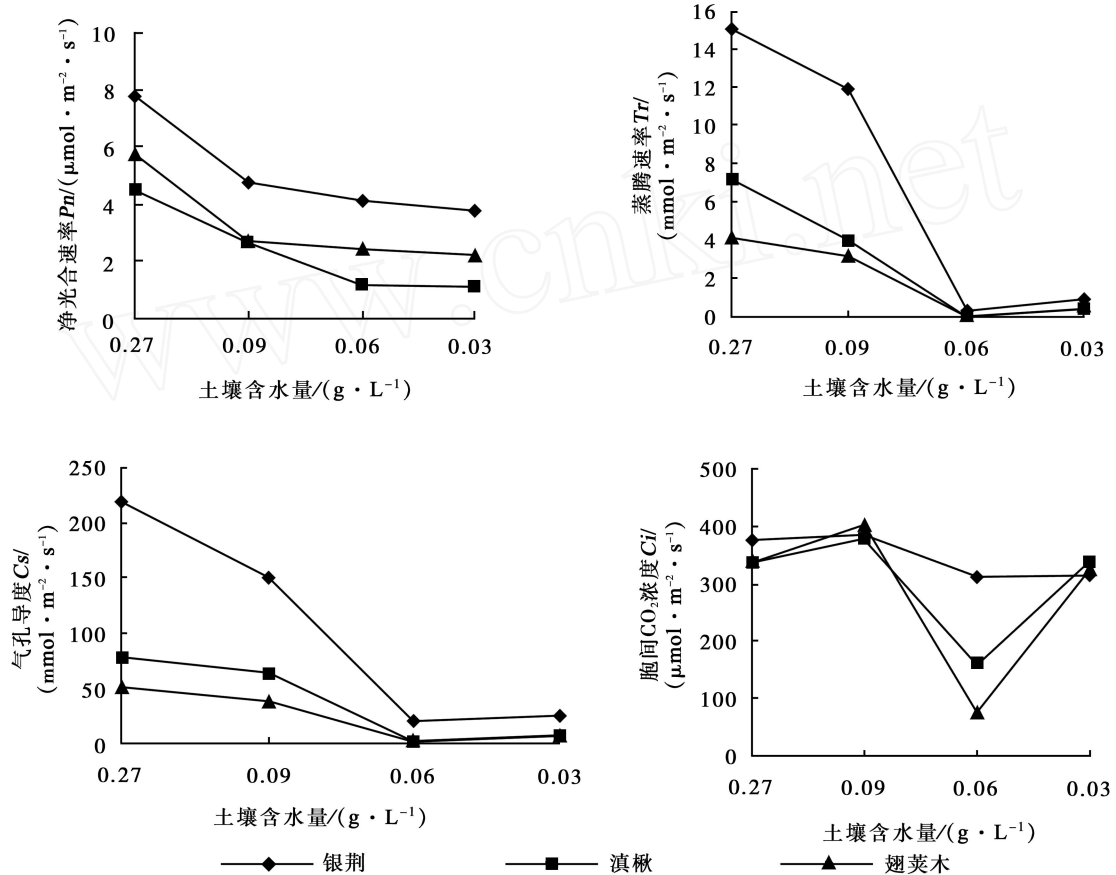 净光合速率Pn/(μmol·m⁻²·s⁻¹)
10
8
6
4
2
0
0.27 0.09 0.06 0.03
土壤含水量/(g·L⁻¹)
蒸腾速率Tr/
(mmol·m⁻²·s⁻¹)
16
14
12
10
8
6
4
2
0
0.27 0.09 0.06 0.03
土壤含水量/(g·L⁻¹)
气孔导度Cs/
(mmol·m⁻²·s⁻¹)
250
200
150
100
50
0
0.27 0.09 0.06 0.03
土壤含水量/(g·L⁻¹)
胞间CO₂浓度Ci/
(μmol·m⁻²·s⁻¹)
500
400
300
200
100
0
0.27 0.09 0.06 0.03
土壤含水量/(g·L⁻¹)
银荆 滇楸 翅荚木
www.cnki.net